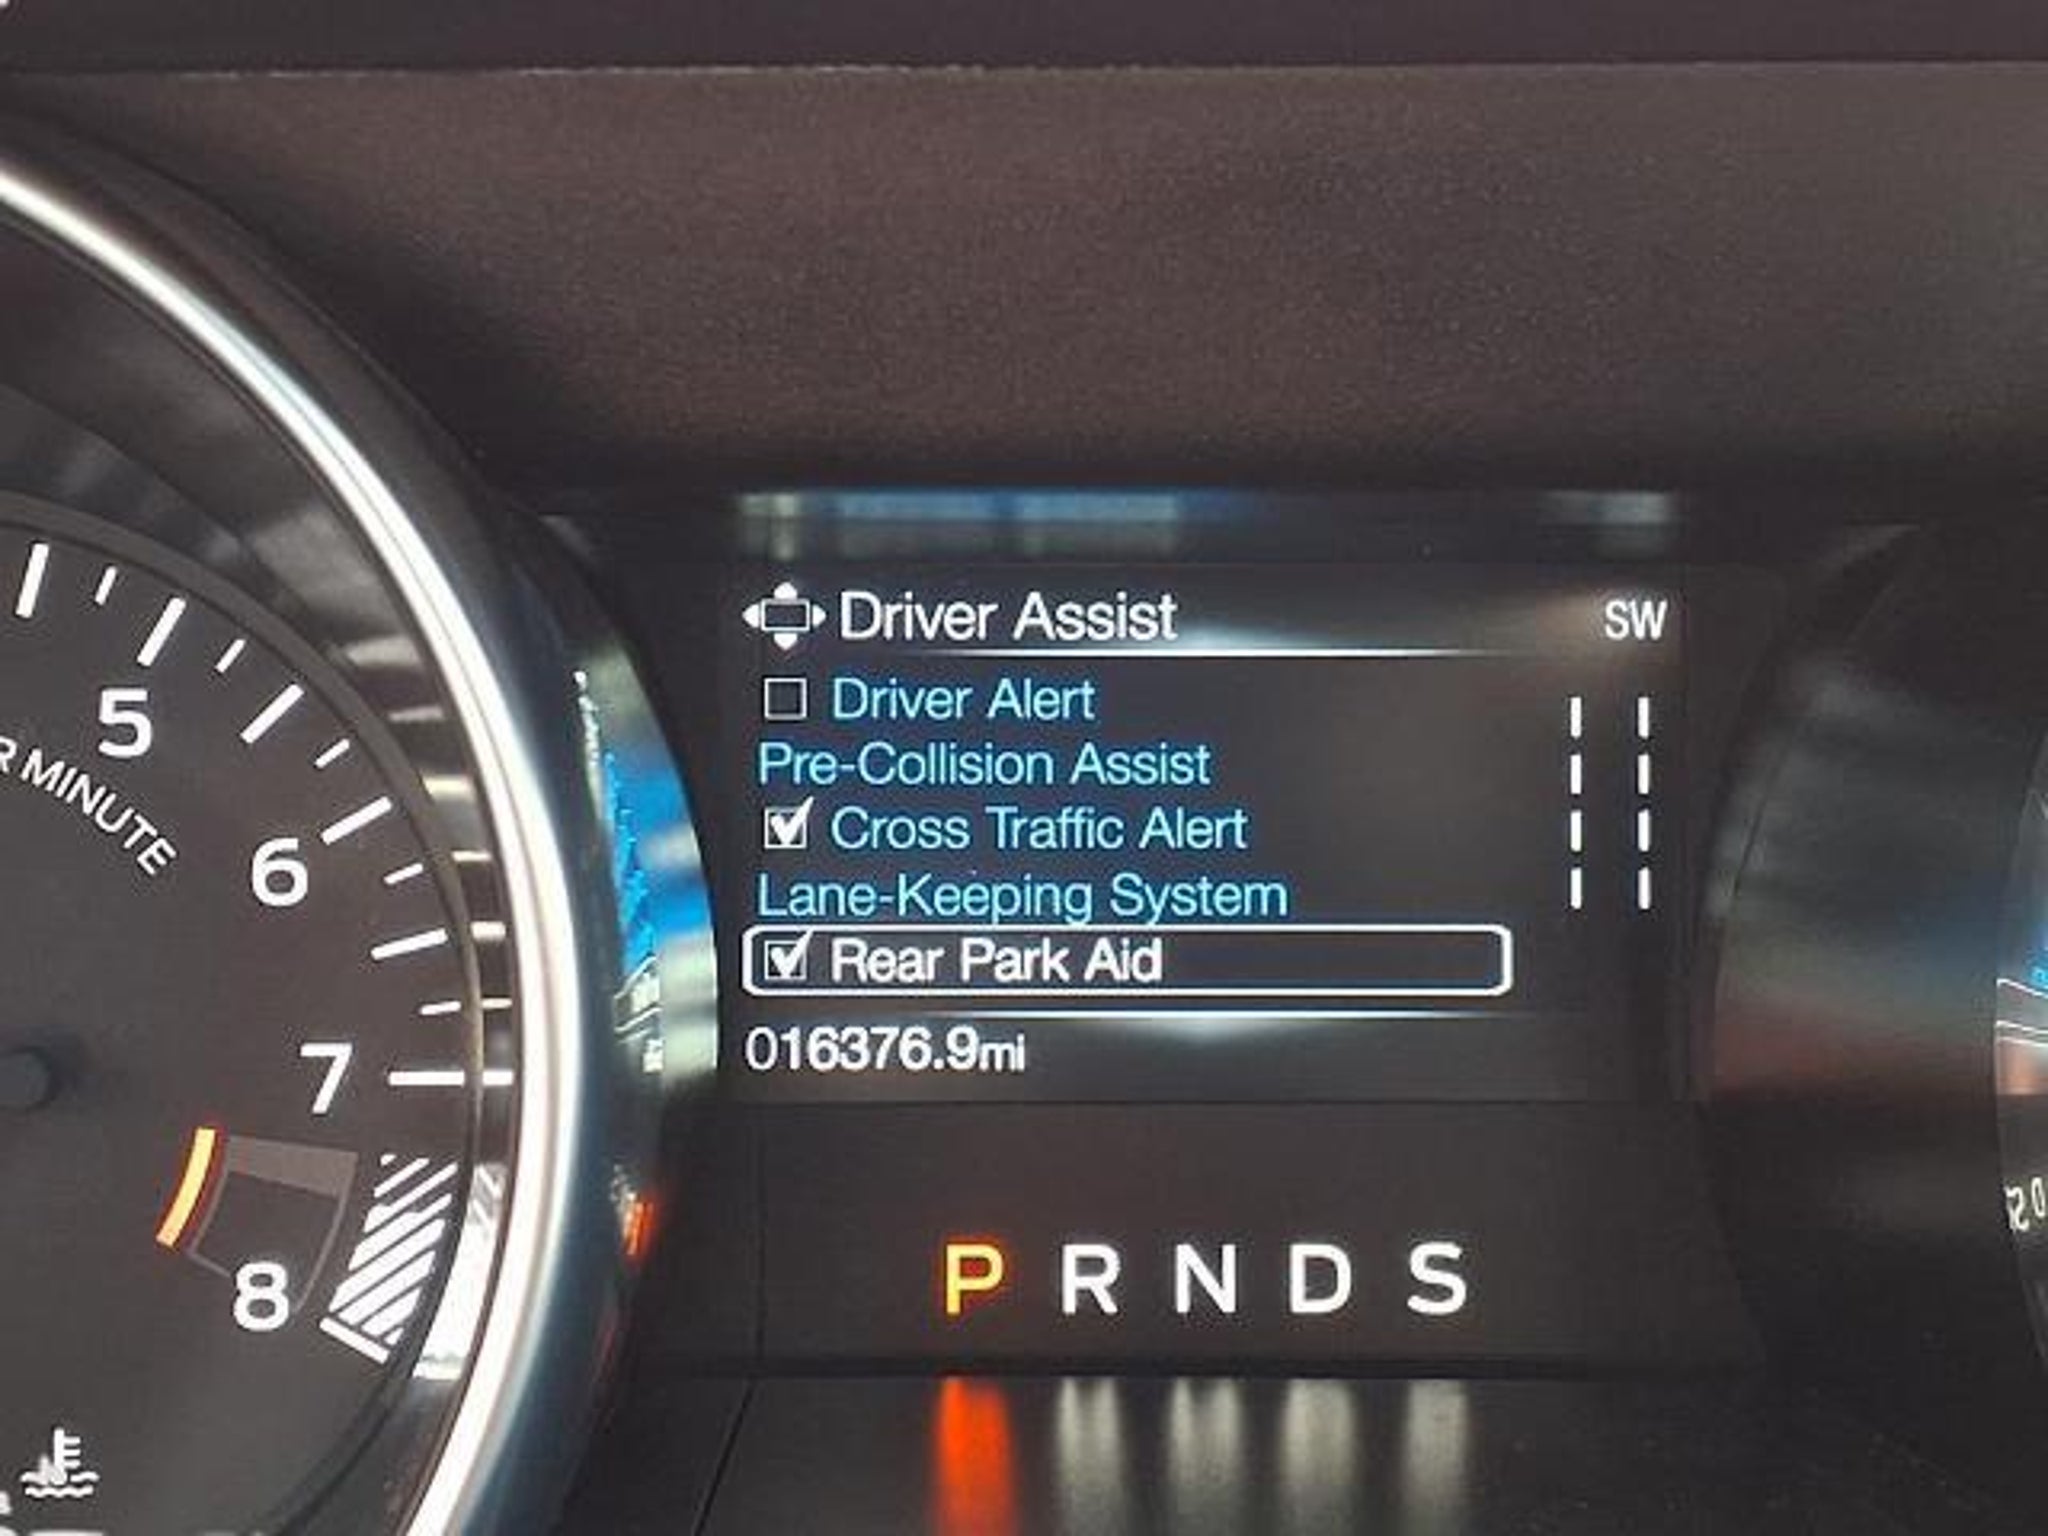 Driver Assist SW
Driver Alert
Pre-Collision Assist
Cross Traffic Alert
Lane-Keeping System
Rear Park Aid
016376.9mi
P R N D S
5
6
7
8
R MINUTE